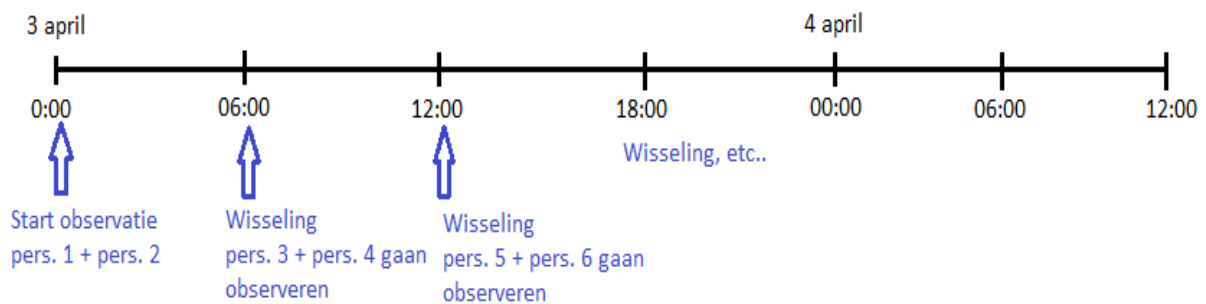 3 april
4 april
0:00
06:00
12:00
18:00
00:00
06:00
12:00
Wisseling, etc..
Start observatie
pers. 1 + pers. 2
Wisseling
pers. 3 + pers. 4 gaan
observeren
Wisseling
pers. 5 + pers. 6 gaan
observeren